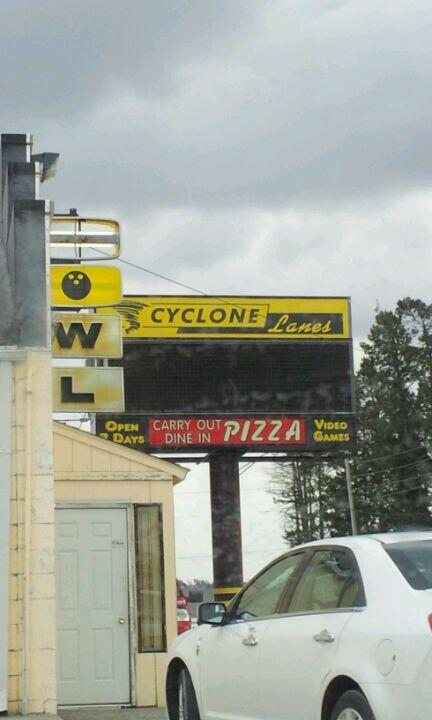 W
L
CYCLONE
Lanes
OPEN
7 DAYS
CARRY OUT
DINE IN
PIZZA
VIDEO
GAMES